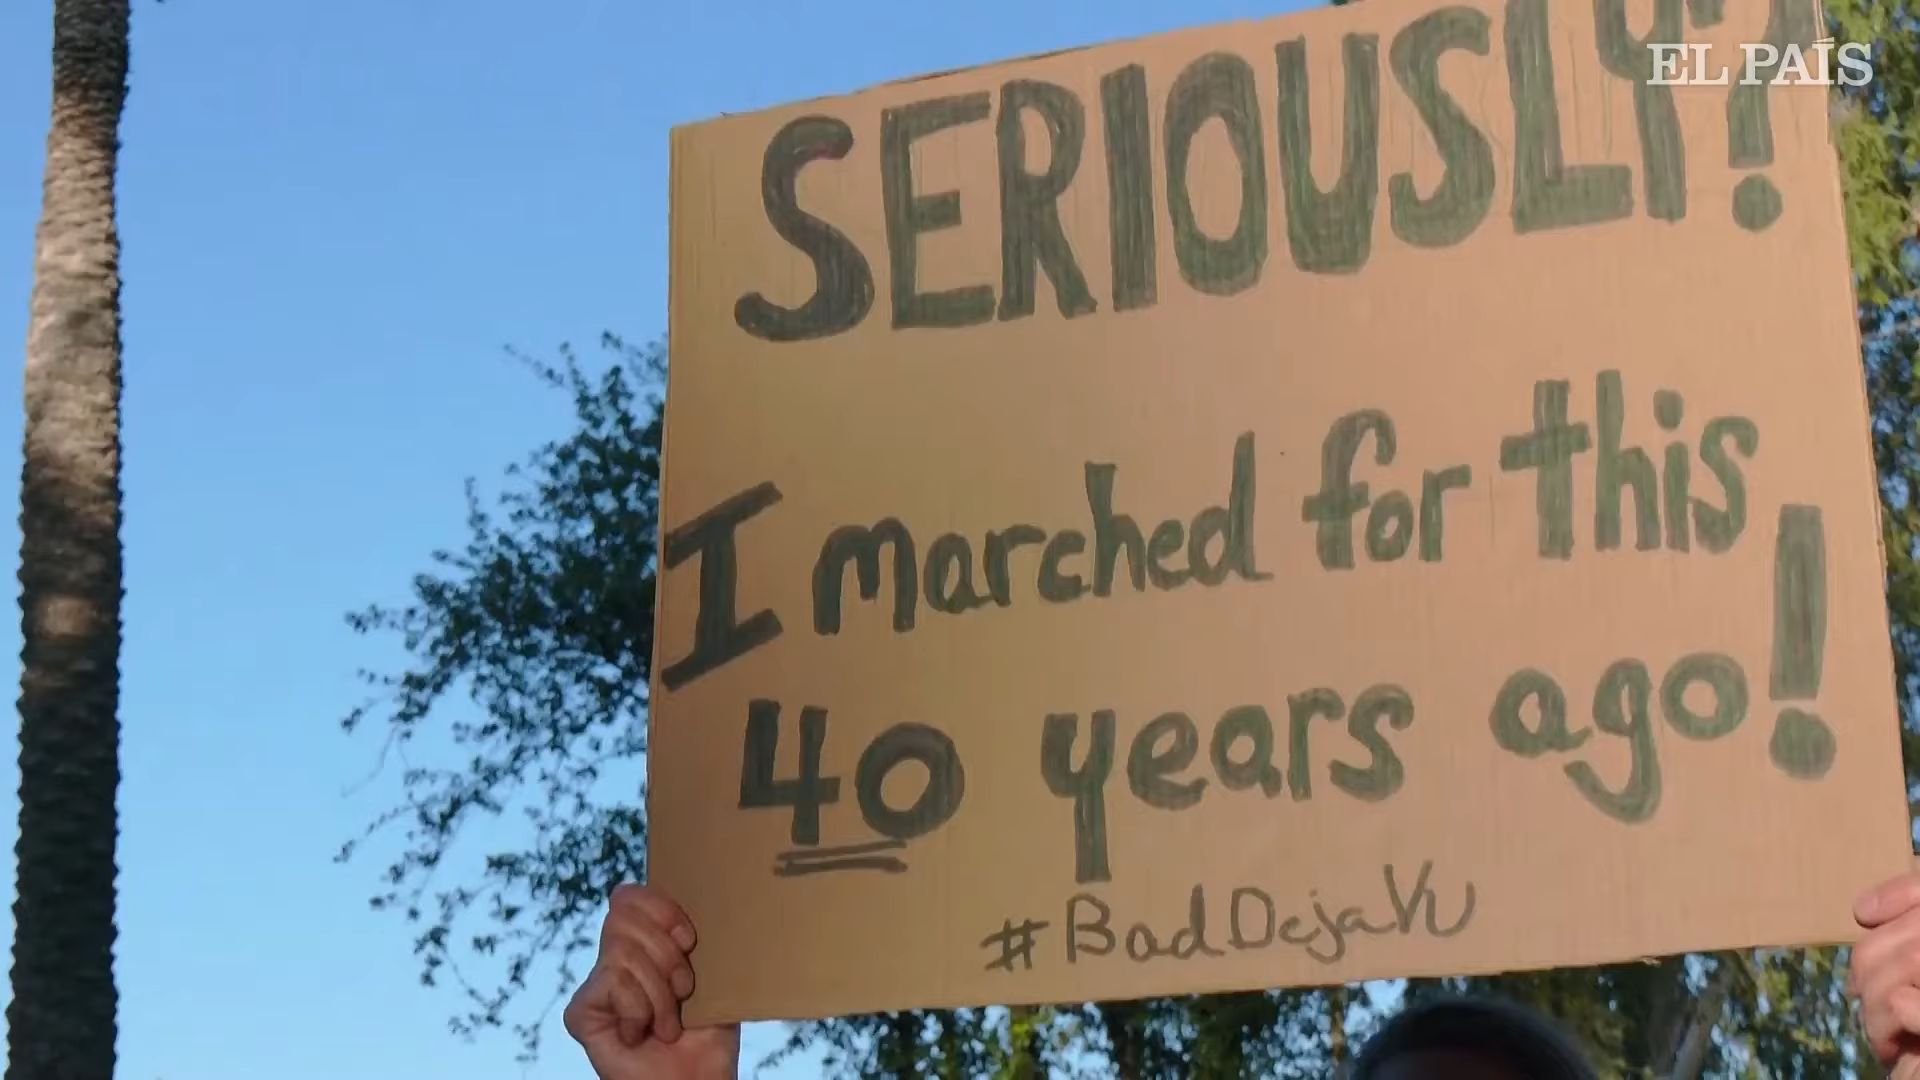 EL PAÍS
SERIOUSLY?!
I marched for this
40 years ago!
#BadDejaVu